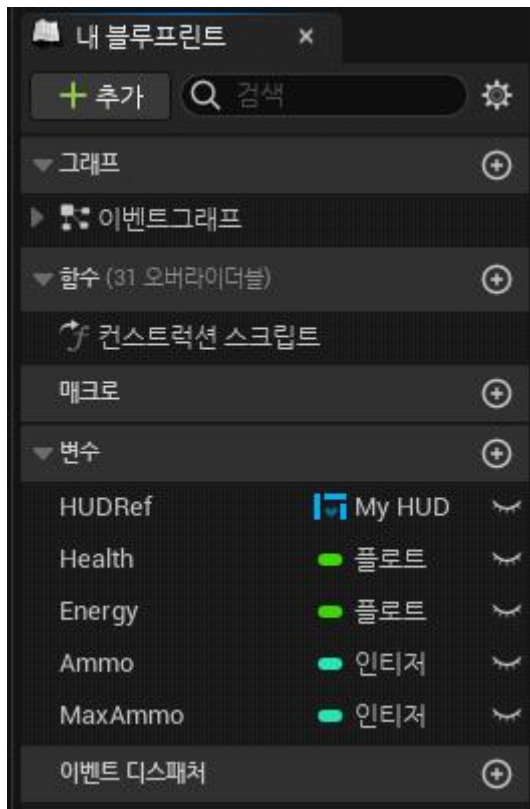 내 블루프린트
추가 검색
그래프
이벤트그래프
함수 (31 오버라이더블)
컨스트럭션 스크립트
매크로
변수
HUDRef My HUD
Health 플로트
Energy 플로트
Ammo 인티저
MaxAmmo 인티저
이벤트 디스패처